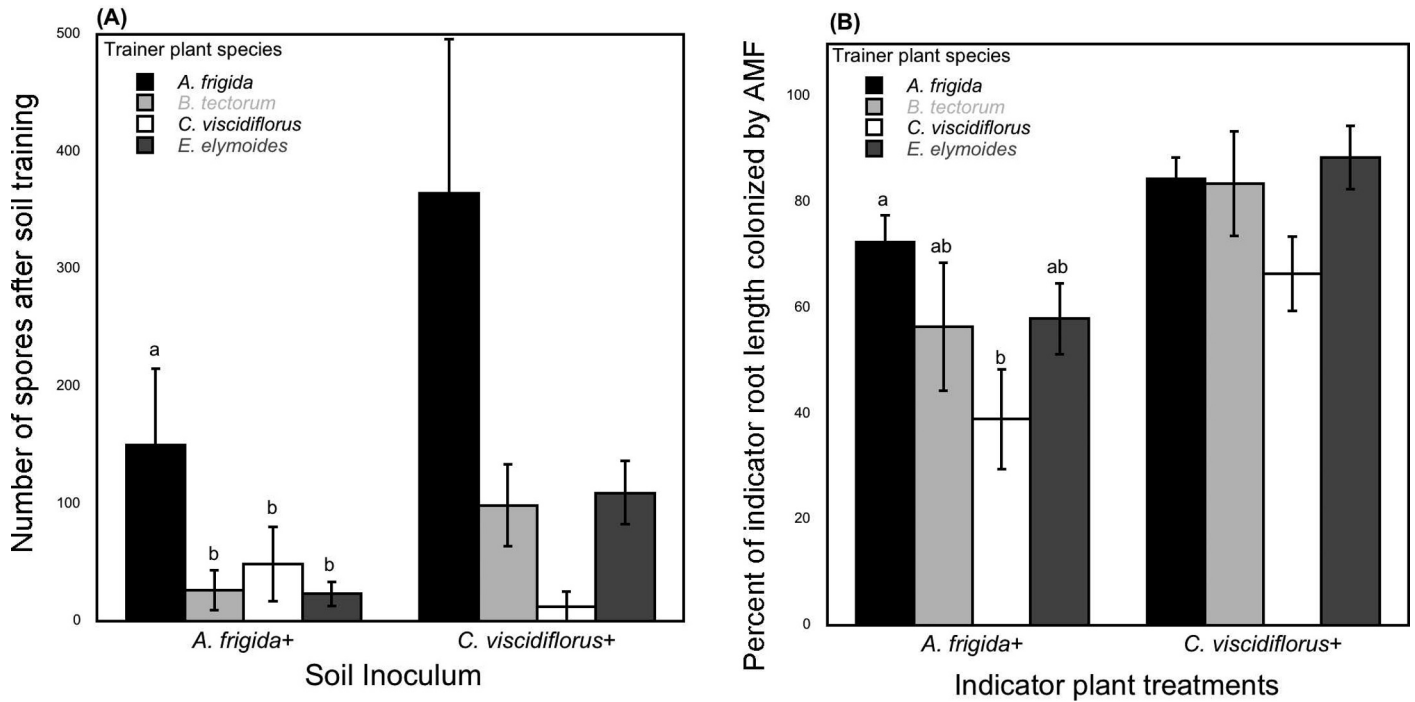 (A)
Number of spores after soil training
500
400
300
200
100
0
Trainer plant species
A. frigida
B. tectorum
C. viscidiflorus
E. elymoides
a
b
b
b
A. frigida+
C. viscidiflorus+
Soil Inoculum
(B)
Percent of indicator root length colonized by AMF
100
80
60
40
20
0
Trainer plant species
A. frigida
B. tectorum
C. viscidiflorus
E. elymoides
a
ab
b
ab
A. frigida+
C. viscidiflorus+
Indicator plant treatments